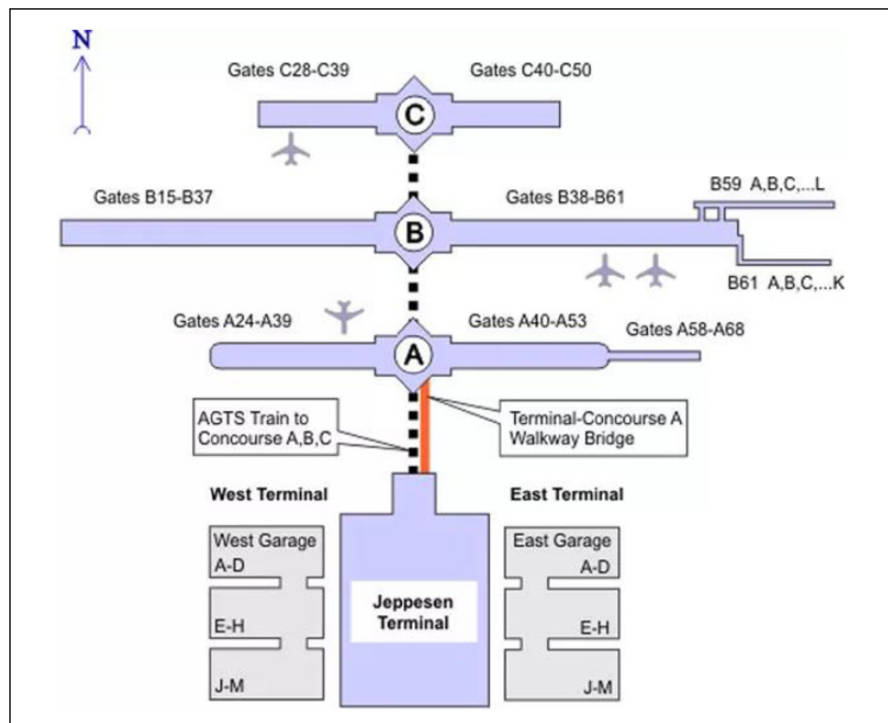 N
Gates C28-C39
Gates C40-C50
C
Gates B15-B37
Gates B38-B61
B59 A,B,C,...L
B
B61 A,B,C,...K
Gates A24-A39
Gates A40-A53
Gates A58-A68
A
AGTS Train to
Concourse A,B,C
Terminal-Concourse A
Walkway Bridge
West Terminal
East Terminal
West Garage
A-D
E-H
J-M
Jeppesen
Terminal
East Garage
A-D
E-H
J-M